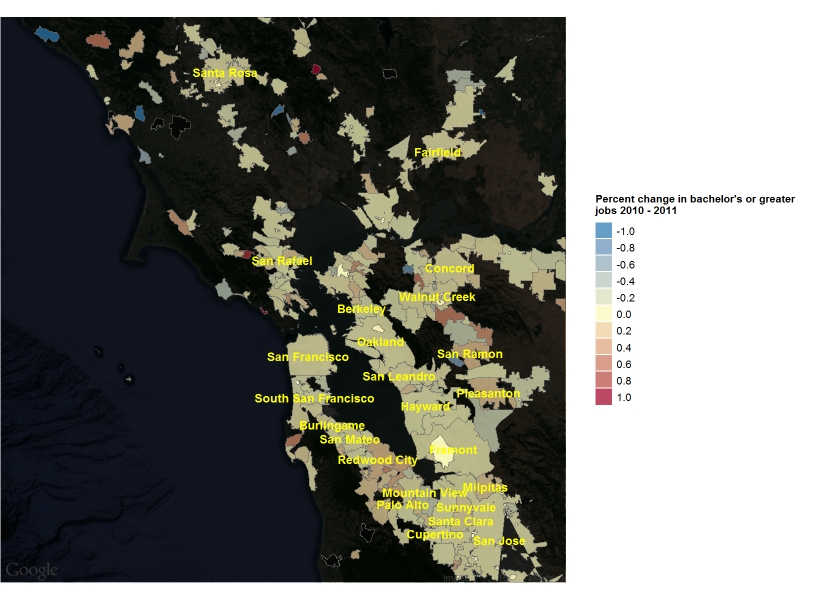 Percent change in bachelor's or greater
jobs 2010 - 2011
-1.0
-0.8
-0.6
-0.4
-0.2
0.0
0.2
0.4
0.6
0.8
1.0
Santa Rosa
Fairfield
San Rafael
Concord
Walnut Creek
Berkeley
Oakland
San Francisco
San Ramon
San Leandro
Pleasanton
South San Francisco
Hayward
Burlingame
San Mateo
Fremont
Redwood City
Milpitas
Mountain View
Palo Alto
Sunnyvale
Santa Clara
Cupertino
San Jose
Google